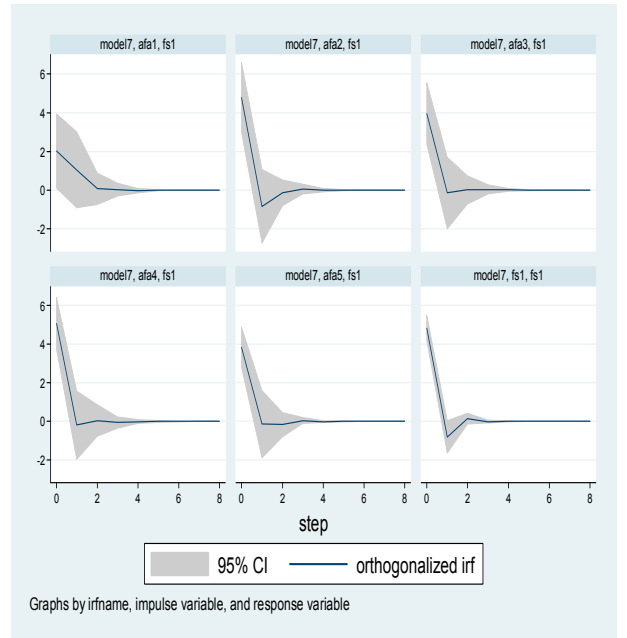 model7, afa1, fs1
model7, afa2, fs1
model7, afa3, fs1
6
4
2
0
-2
model7, afa4, fs1
model7, afa5, fs1
model7, fs1, fs1
6
4
2
0
-2
0 2 4 6 8
0 2 4 6 8
0 2 4 6 8
step
95% CI
orthogonalized irf
Graphs by irfname, impulse variable, and response variable